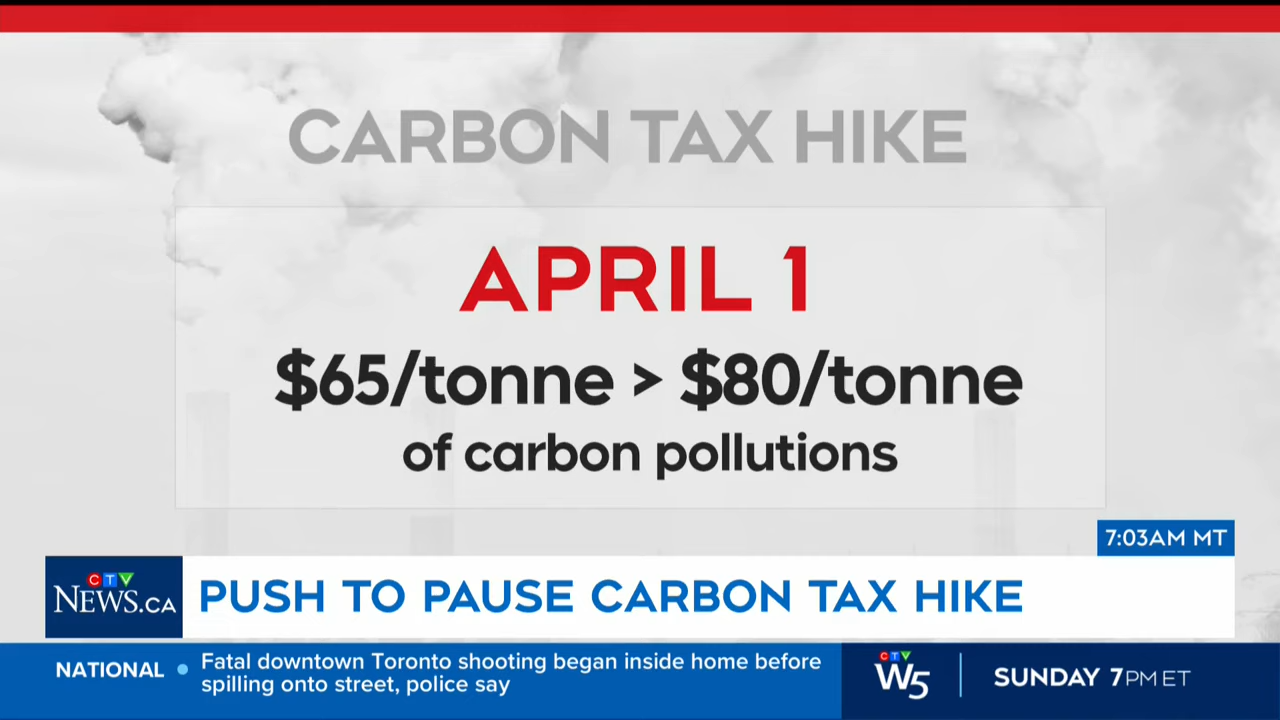 CARBON TAX HIKE
APRIL 1
$65/tonne > $80/tonne
of carbon pollutions
7:03AM MT
CTV
NEWS.CA
PUSH TO PAUSE CARBON TAX HIKE
NATIONAL • Fatal downtown Toronto shooting began inside home before
spilling onto street, police say
CTV
W5
SUNDAY 7PM ET